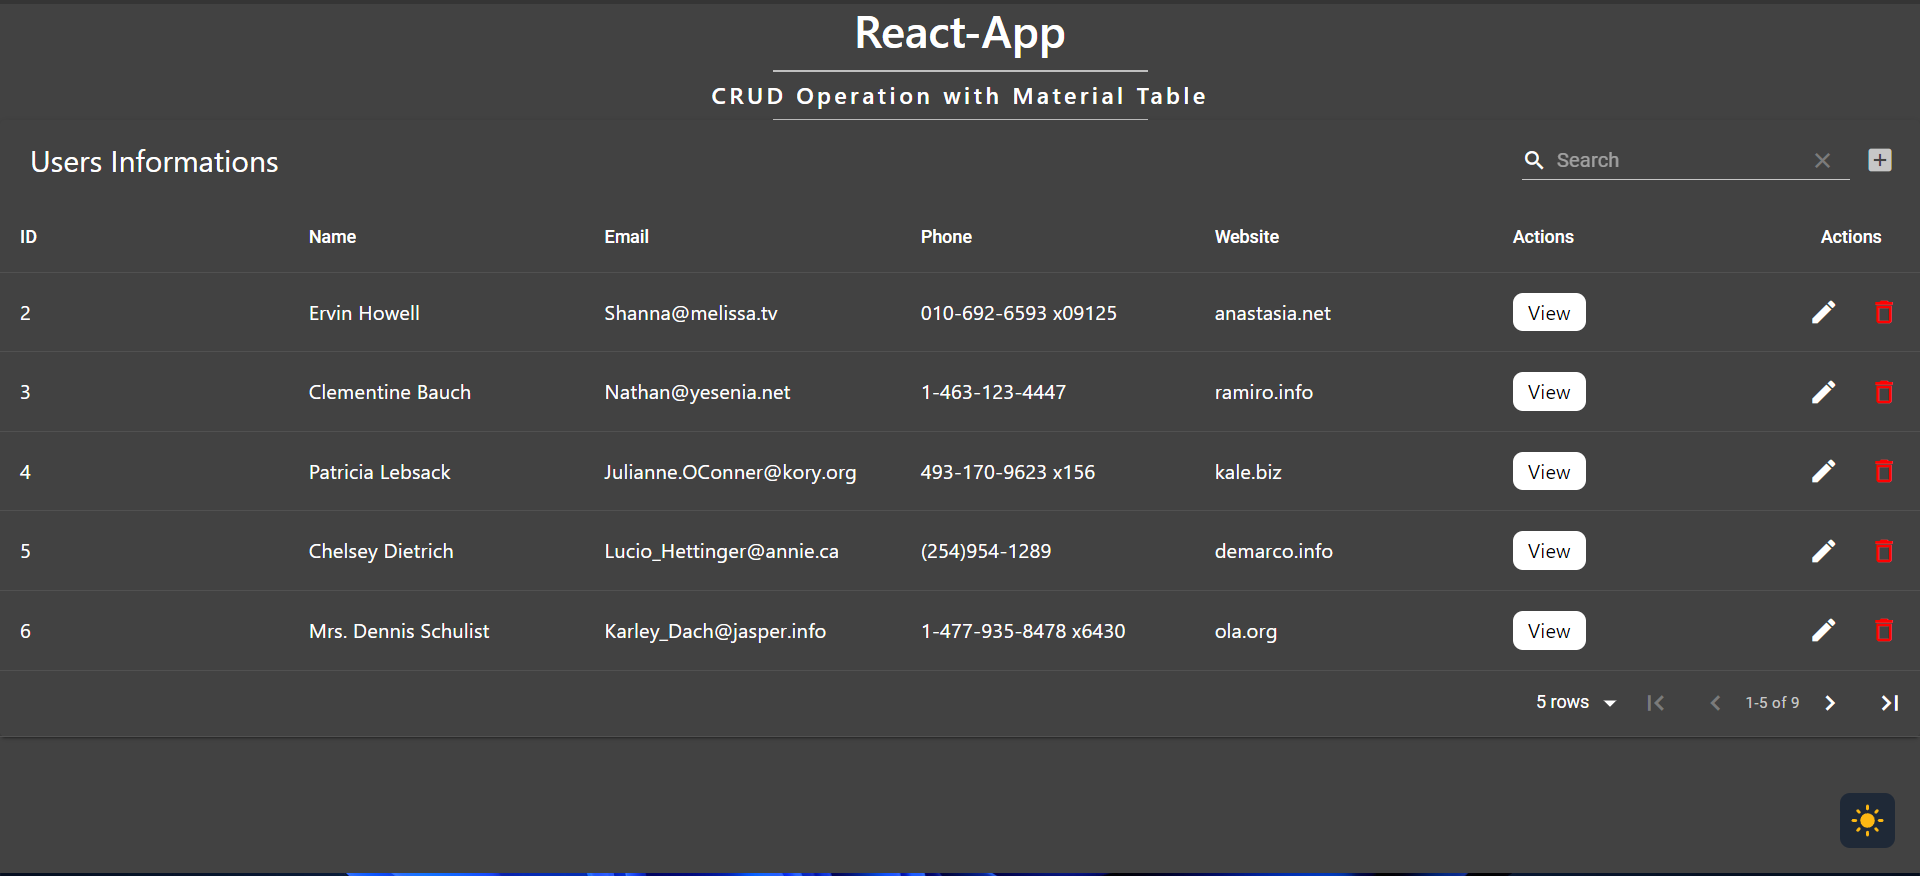 React-App
CRUD Operation with Material Table
Users Informations
Search
ID Name Email Phone Website Actions Actions
2 Ervin Howell Shanna@melissa.tv 010-692-6593 x09125 anastasia.net View
3 Clementine Bauch Nathan@yesenia.net 1-463-123-4447 ramiro.info View
4 Patricia Lebsack Julianne.OConner@kory.org 493-170-9623 x156 kale.biz View
5 Chelsey Dietrich Lucio_Hettinger@annie.ca (254)954-1289 demarco.info View
6 Mrs. Dennis Schulist Karley_Dach@jasper.info 1-477-935-8478 x6430 ola.org View
5 rows 1-5 of 9